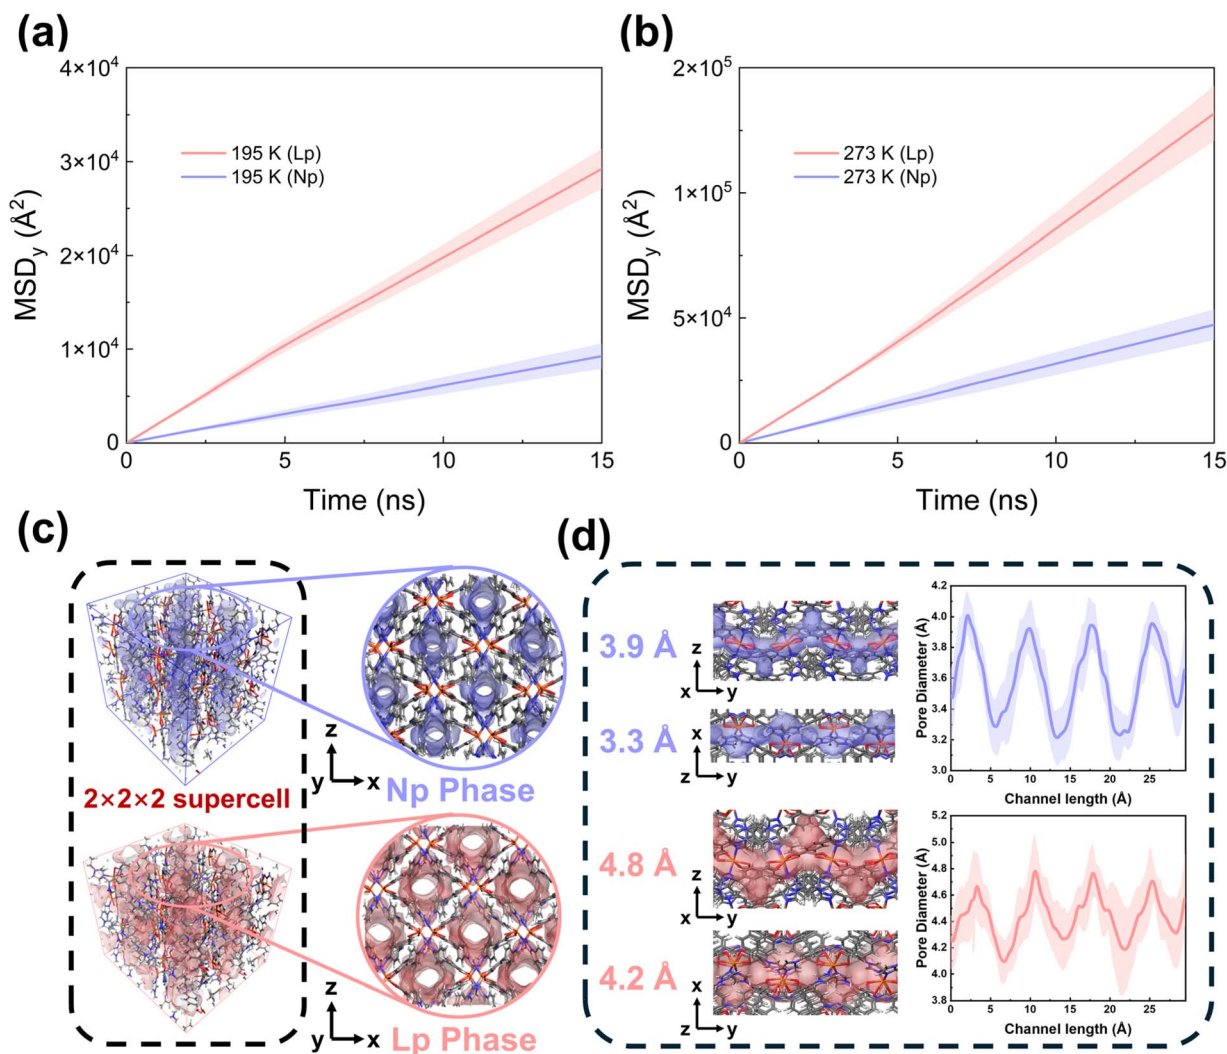 (a)
4×10⁴
3×10⁴
2×10⁴
1×10⁴
0
MSDy (Å²)
195 K (Lp)
195 K (Np)
0 5 10 15
Time (ns)
(b)
2×10⁵
1×10⁵
5×10⁴
0
MSDy (Å²)
273 K (Lp)
273 K (Np)
0 5 10 15
Time (ns)
(c)
2×2×2 supercell
z
y x
Np Phase
z
y x
Lp Phase
(d)
3.9 Å
z
x y
3.3 Å
x
z y
4.8 Å
z
x y
4.2 Å
x
z y
4.2
4.0
3.8
3.6
3.4
3.2
3.0
Pore Diameter (Å)
0 5 10 15 20 25
Channel length (Å)
5.2
5.0
4.8
4.6
4.4
4.2
4.0
3.8
Pore Diameter (Å)
0 5 10 15 20 25
Channel length (Å)